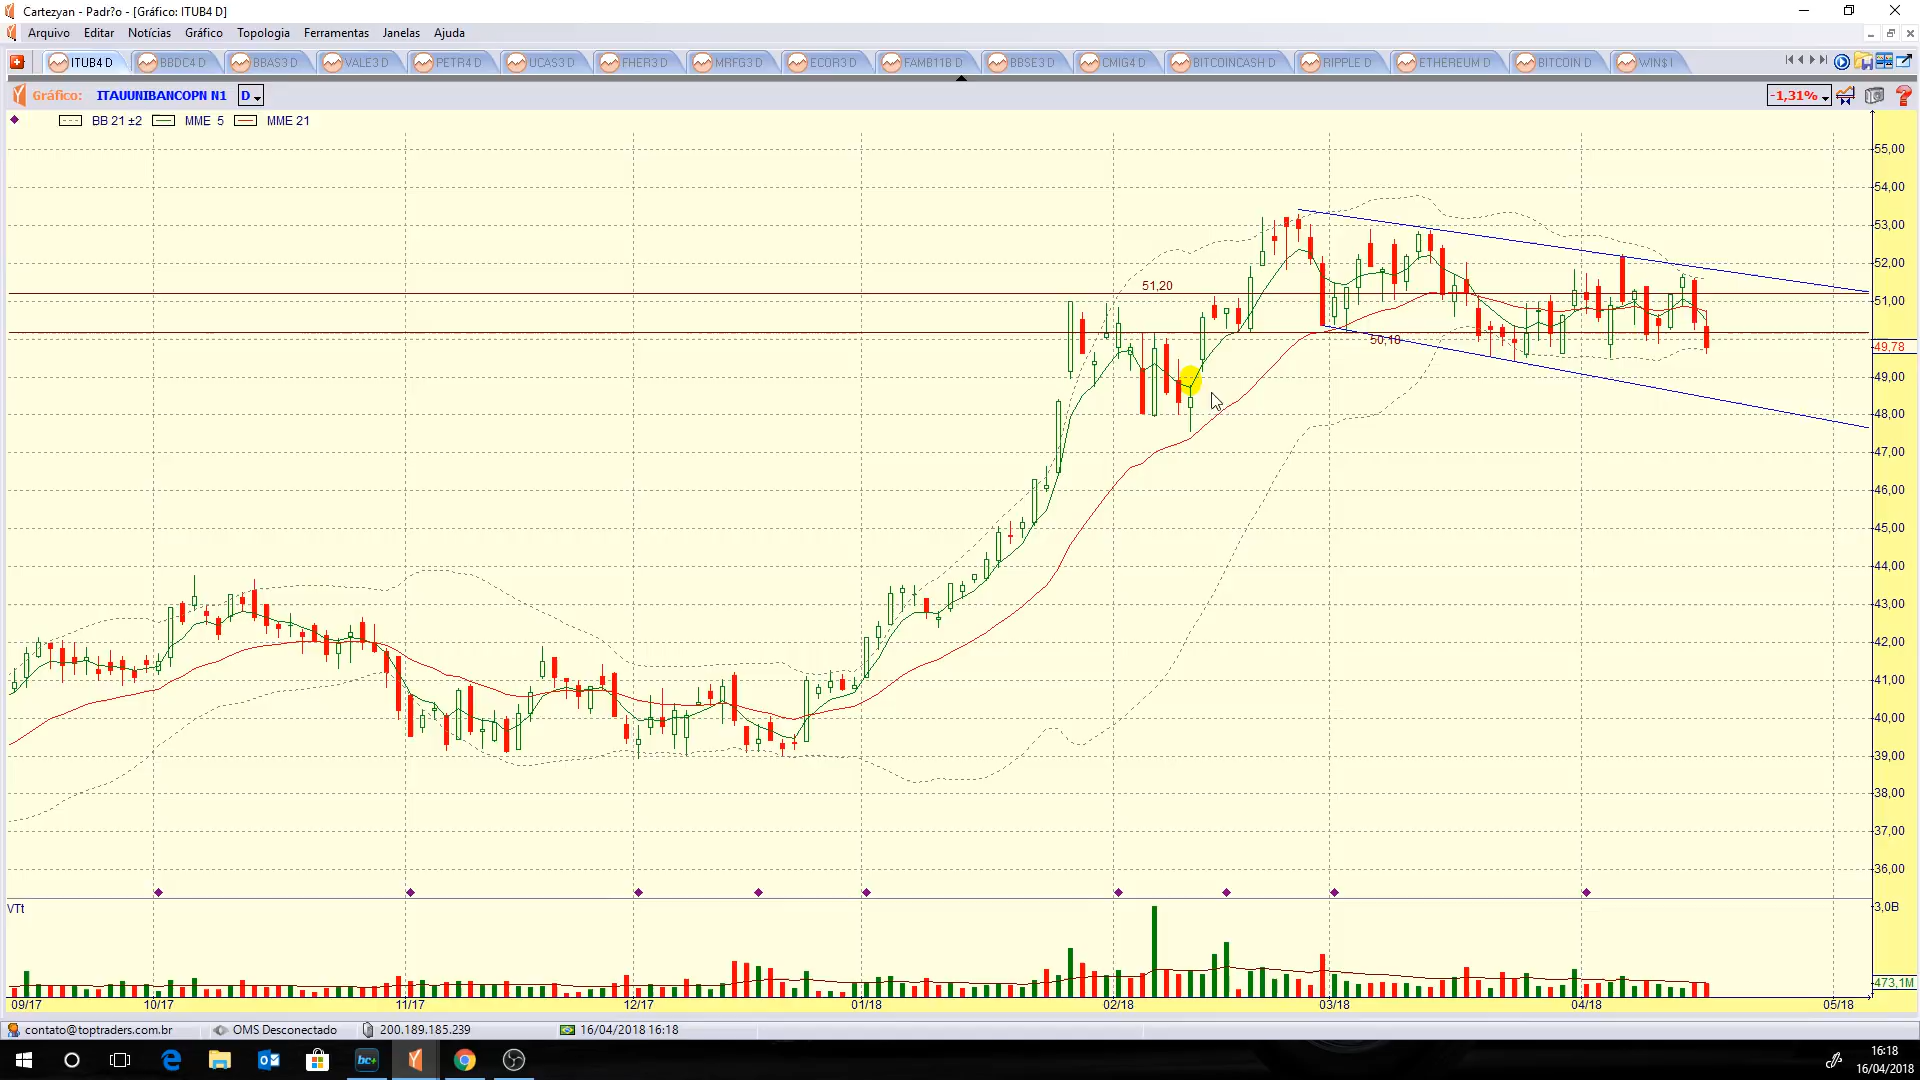 Cartezyan - Padr?o - [Gráfico: ITUB4 D]
Arquivo Editar Notícias Gráfico Topologia Ferramentas Janelas Ajuda
ITUB4 D BBDC4 D BBAS3 D VALE3 D PETR4 D UCAS3 D FHER3 D MRFG3 D ECOR3 D FAMB11B D BBSE3 D CMIG4 D BITCOINCASH D RIPPLE D ETHEREUM D BITCOIN D WIN$ I
Gráfico: ITAUUNIBANCOPN N1 D -1,31%
BB 21 ±2 MME 5 MME 21
55,00
54,00
53,00
52,00
51,20
51,00
50,18
49,78
49,00
48,00
47,00
46,00
45,00
44,00
43,00
42,00
41,00
40,00
39,00
38,00
37,00
36,00
VTt
3,0B
473,1M
09/17 10/17 11/17 12/17 01/18 02/18 03/18 04/18 05/18
contato@toptraders.com.br OMS Desconectado 200.189.185.239 16/04/2018 16:18
bc+
16:18
16/04/2018